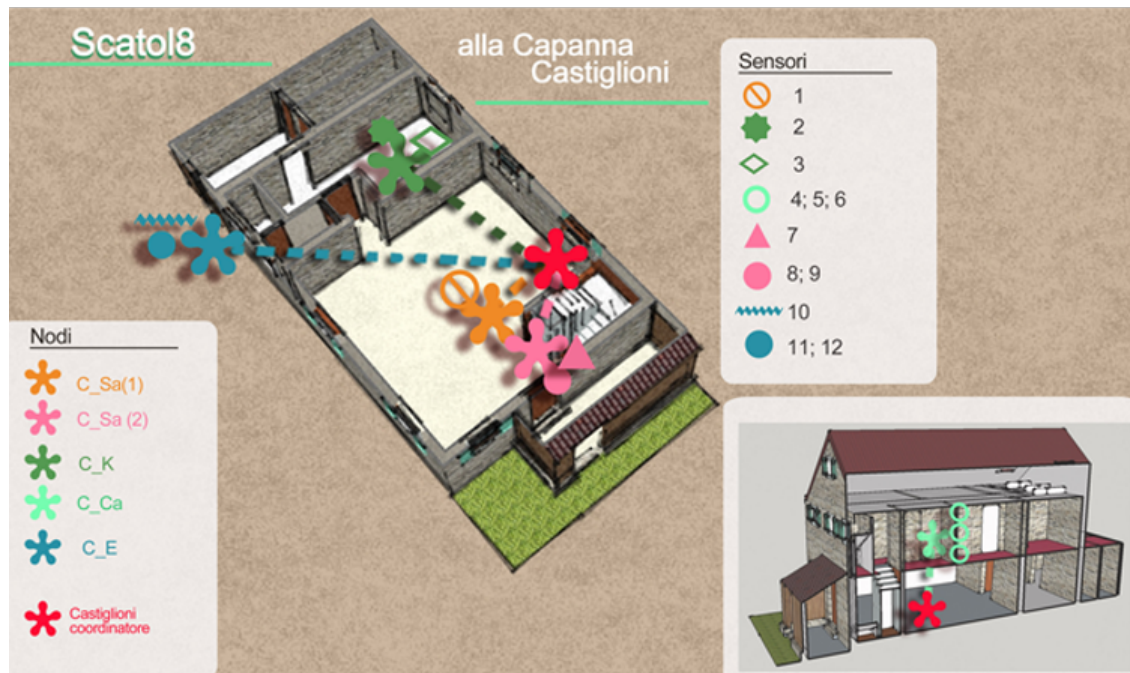 Scatol8
alla Capanna
Castiglioni
Sensori
1
2
3
4; 5; 6
7
8; 9
10
11; 12
Nodi
C_Sa(1)
C_Sa (2)
C_K
C_Ca
C_E
Castiglioni
coordinatore